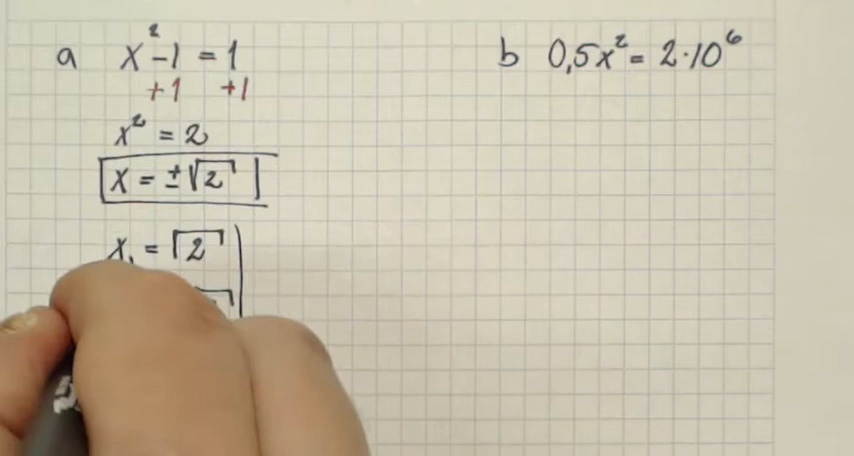 a x² - 1 = 1
+1 +1
x² = 2
x = ±√2
x₁ = √2
b 0,5x² = 2·10⁶